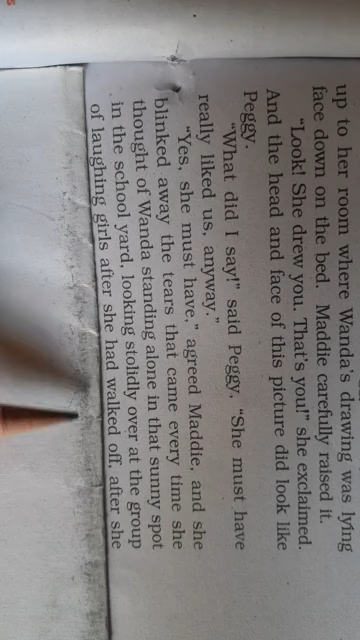 up to her room where Wanda's drawing was lying
face down on the bed. Maddie carefully raised it.
"Look! She drew you. That's you!" she exclaimed.
And the head and face of this picture did look like
Peggy.
"What did I say!" said Peggy, "She must have
really liked us, anyway."
"Yes, she must have," agreed Maddie, and she
blinked away the tears that came every time she
thought of Wanda standing alone in that sunny spot
in the school yard, looking stolidly over at the group
of laughing girls after she had walked off, after she